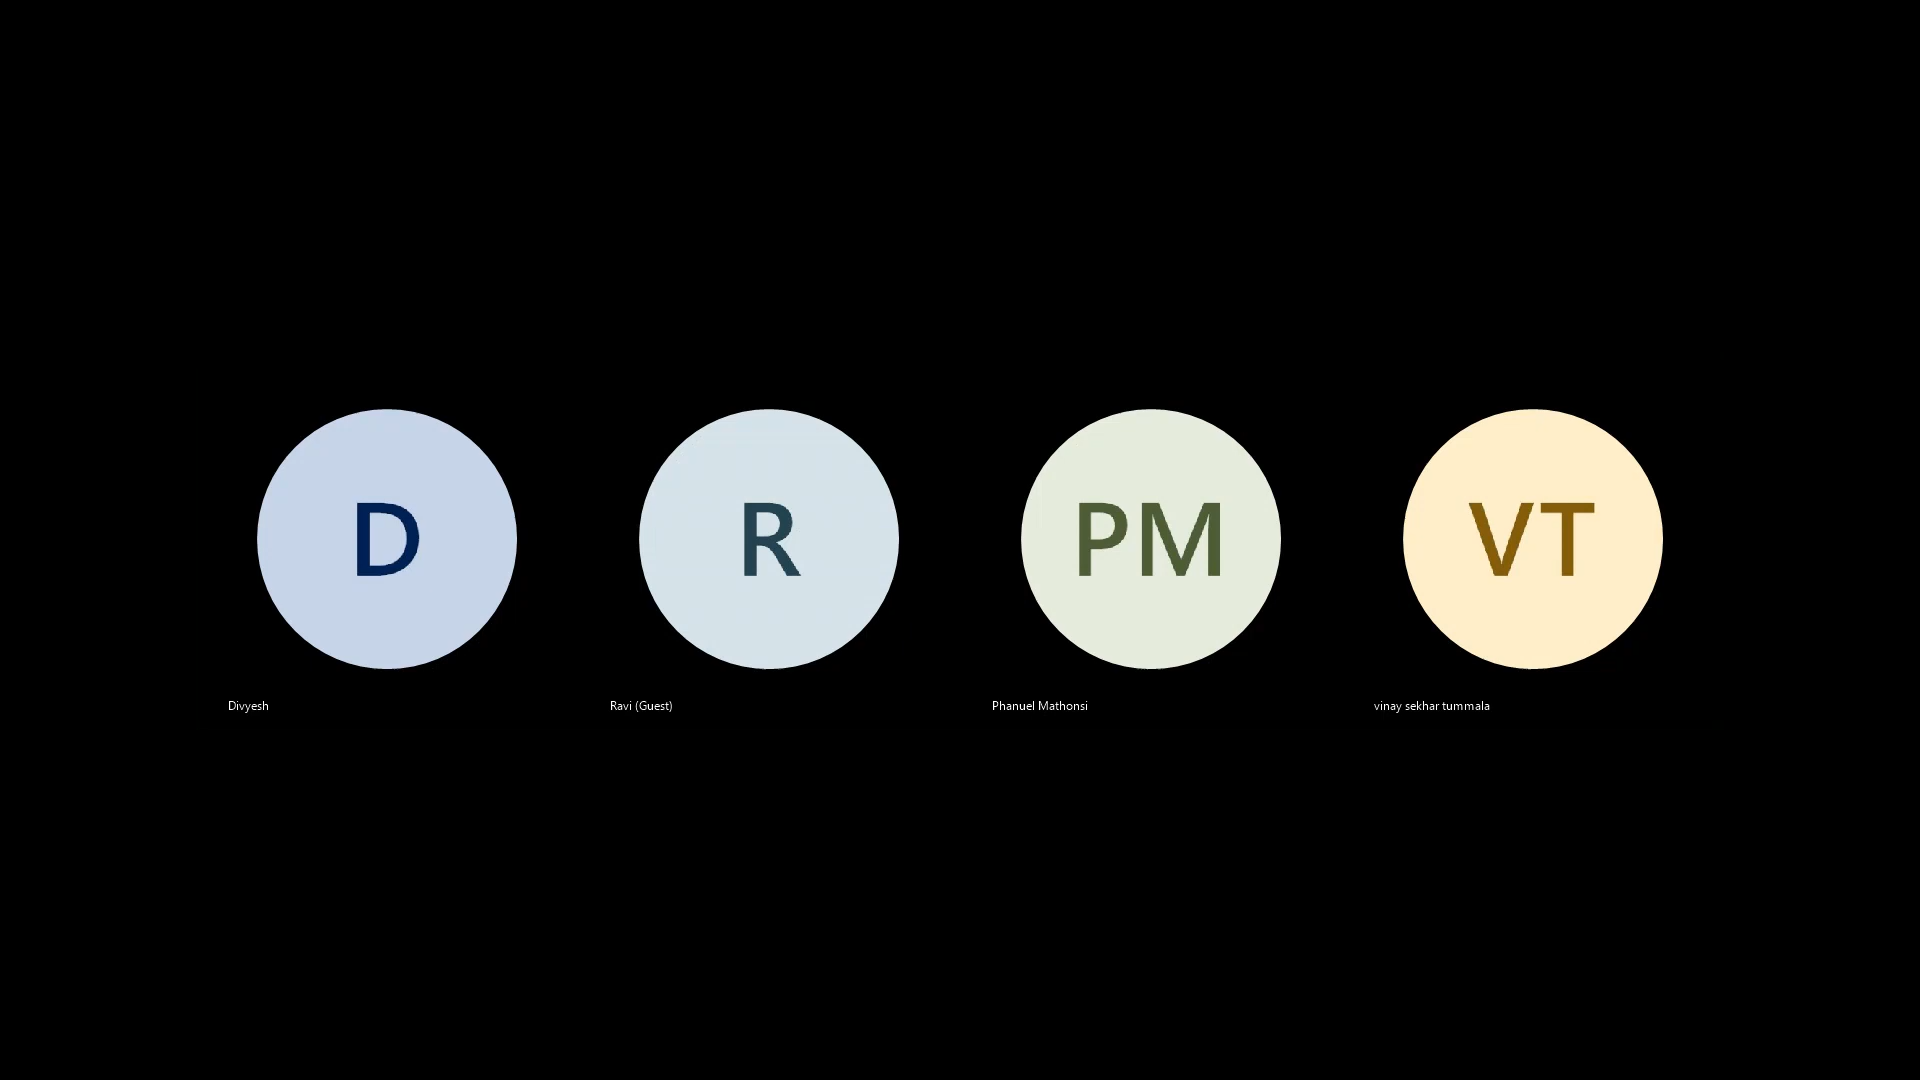 D
R
PM
VT
Divyesh
Ravi (Guest)
Phanuel Mathonsi
vinay sekhar tummala